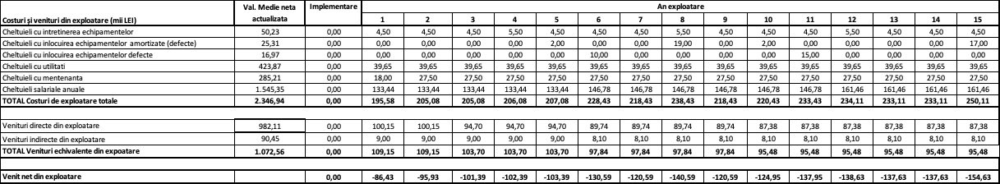 Costuri și venituri din exploatare (mii LEI) Val. Medie neta actualizata Implementare An exploatare
1 2 3 4 5 6 7 8 9 10 11 12 13 14 15
Cheltuieli cu intretinerea echipamentelor 50,23 0,00 4,50 4,50 4,50 5,50 4,50 4,50 4,50 5,50 4,50 4,50 4,50 5,50 4,50 4,50 4,50
Cheltuieli cu inlocuirea echipamentelor amortizate (defecte) 25,31 0,00 0,00 0,00 0,00 0,00 2,00 0,00 0,00 19,00 0,00 2,00 0,00 0,00 0,00 0,00 17,00
Cheltuieli cu inlocuirea echipamentelor defecte 16,97 0,00 0,00 0,00 0,00 0,00 0,00 10,00 0,00 0,00 0,00 0,00 15,00 0,00 0,00 0,00 0,00
Cheltuieli cu utilitati 423,87 0,00 39,65 39,65 39,65 39,65 39,65 39,65 39,65 39,65 39,65 39,65 39,65 39,65 39,65 39,65 39,65
Cheltuieli cu mentenanta 285,21 0,00 18,00 27,50 27,50 27,50 27,50 27,50 27,50 27,50 27,50 27,50 27,50 27,50 27,50 27,50 27,50
Cheltuieli salariale anuale 1.545,35 0,00 133,44 133,44 133,44 133,44 133,44 146,78 146,78 146,78 146,78 146,78 146,78 161,35 161,46 161,46 161,46
TOTAL Costuri de exploatare totale 2.346,94 0,00 195,58 205,08 205,08 206,08 207,08 228,43 218,43 238,43 218,43 220,43 233,43 234,11 233,11 233,11 250,11
Venituri directe din exploatare 982,11 0,00 100,15 100,15 94,70 94,70 94,70 89,74 89,74 89,74 89,74 87,38 87,38 87,38 87,38 87,38 87,38
Venituri indirecte din exploatare 90,45 0,00 9,00 9,00 9,00 9,00 9,00 8,10 8,10 8,10 8,10 8,10 8,10 8,10 8,10 8,10 8,10
TOTAL Venituri echivalente din expoatare 1.072,56 0,00 109,15 109,15 103,70 103,70 103,70 97,84 97,84 97,84 97,84 95,48 95,48 95,48 95,48 95,48 95,48
Venit net din exploatare 0,00 -86,43 -95,93 -101,39 -102,39 -103,39 -130,59 -120,59 -140,59 -120,59 -124,95 -137,95 -138,63 -137,63 -137,63 -154,63